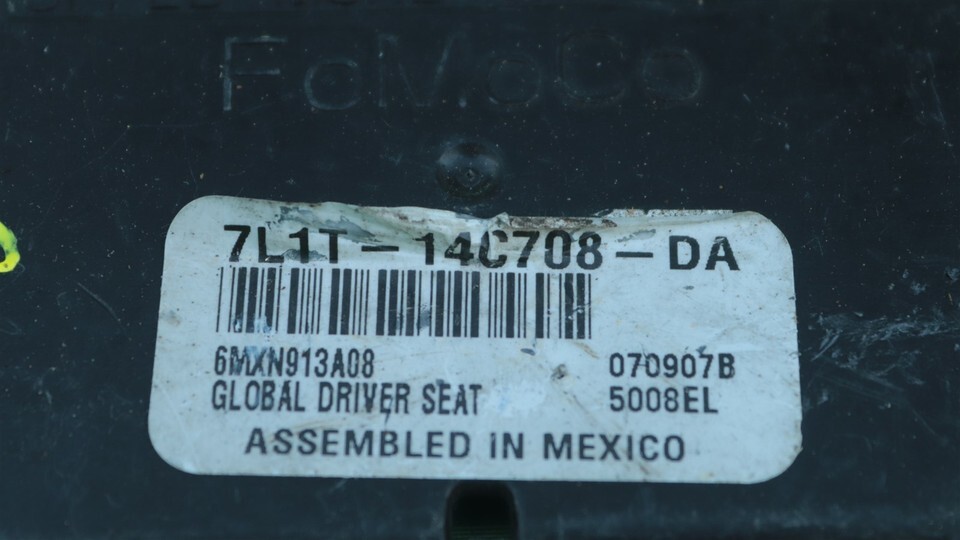 FoMoCo
7L1T-14C708-DA
6MXN913A08 070907B
GLOBAL DRIVER SEAT 5008EL
ASSEMBLED IN MEXICO